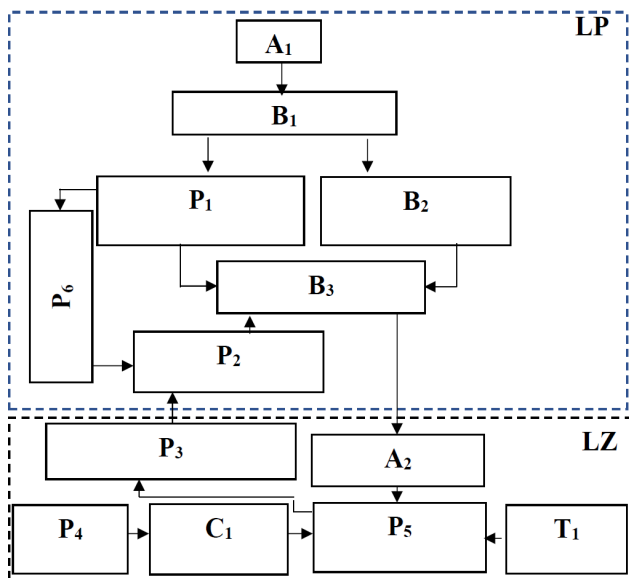 LP
A₁
B₁
P₁
B₂
P₆
B₃
P₂
P₃
LZ
A₂
P₄
C₁
P₅
T₁